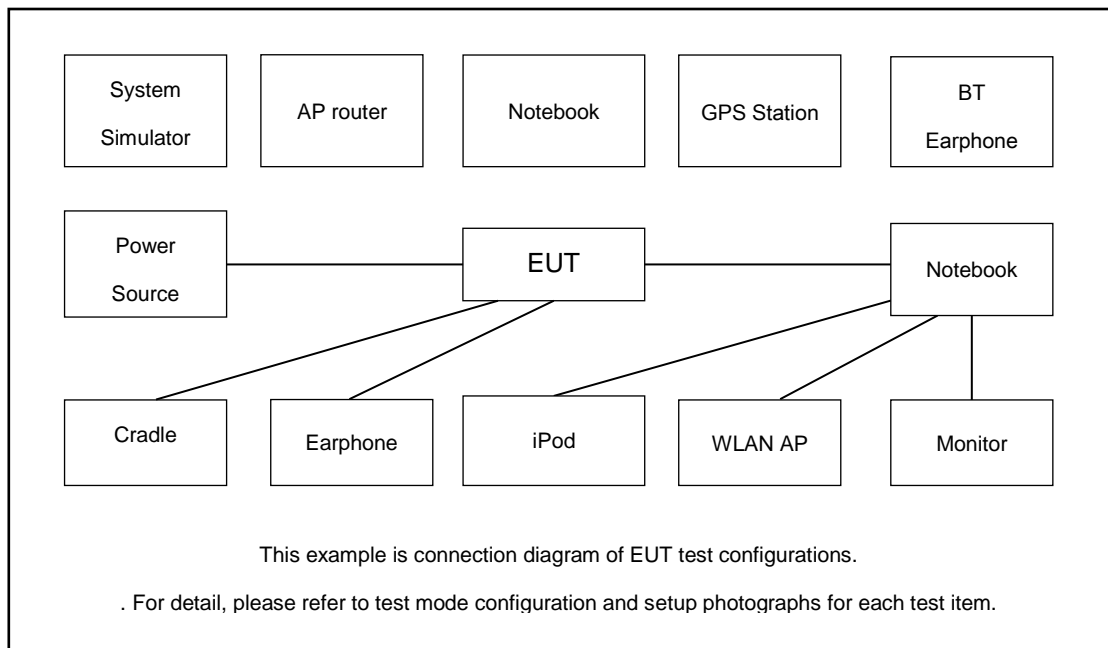 System
Simulator
AP router
Notebook
GPS Station
BT
Earphone
Power
Source
EUT
Notebook
Cradle
Earphone
iPod
WLAN AP
Monitor
This example is connection diagram of EUT test configurations.
. For detail, please refer to test mode configuration and setup photographs for each test item.